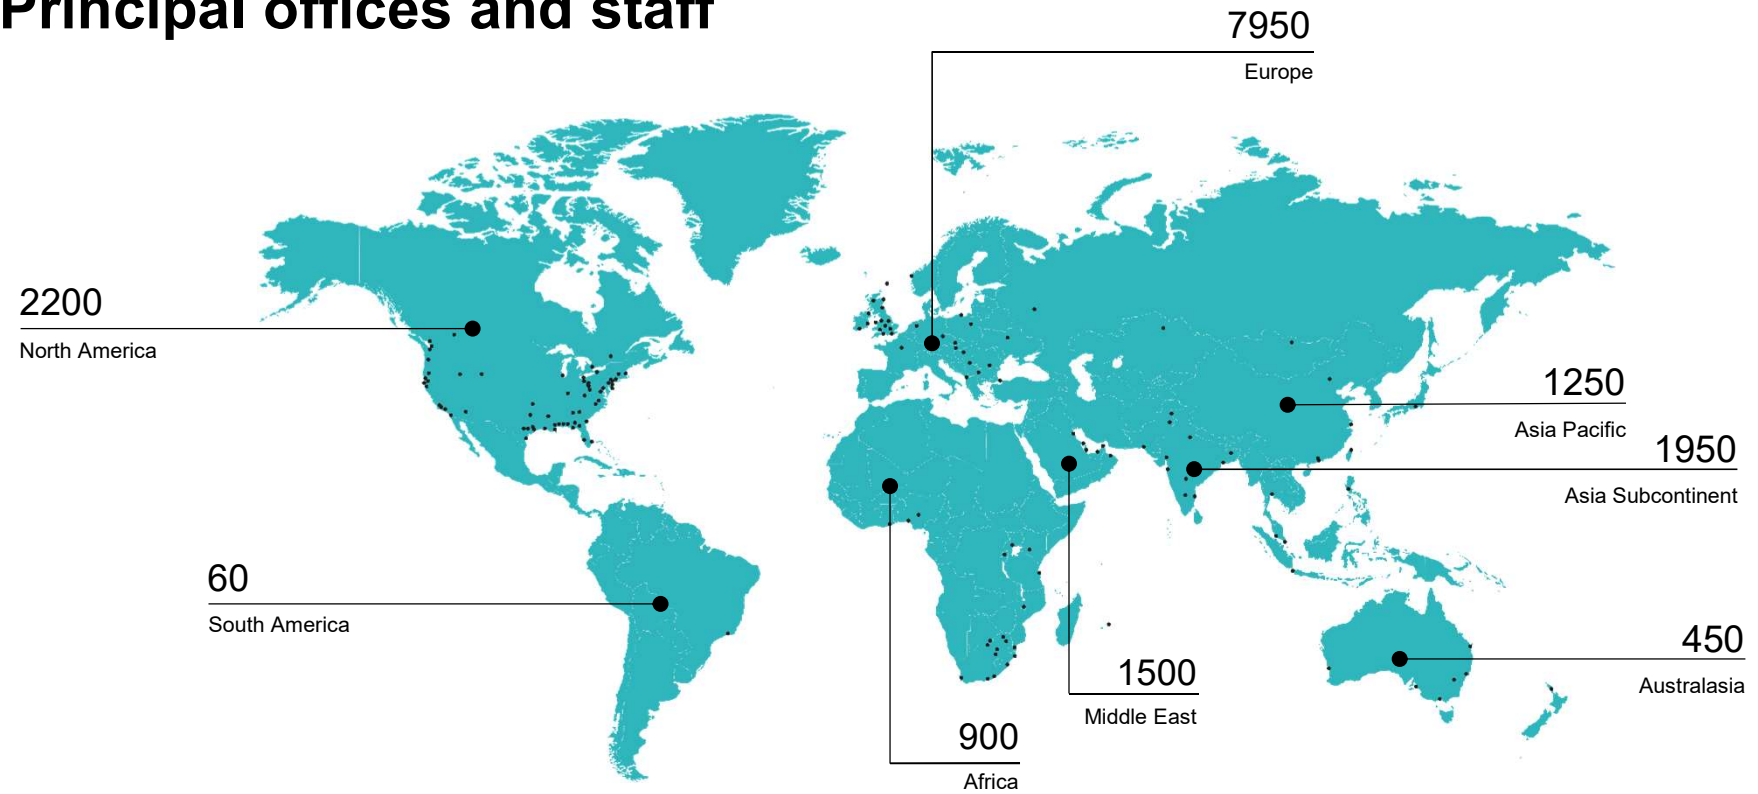 Principal offices and staff
7950
Europe
2200
North America
1250
Asia Pacific
1950
Asia Subcontinent
60
South America
450
Australasia
1500
Middle East
900
Africa